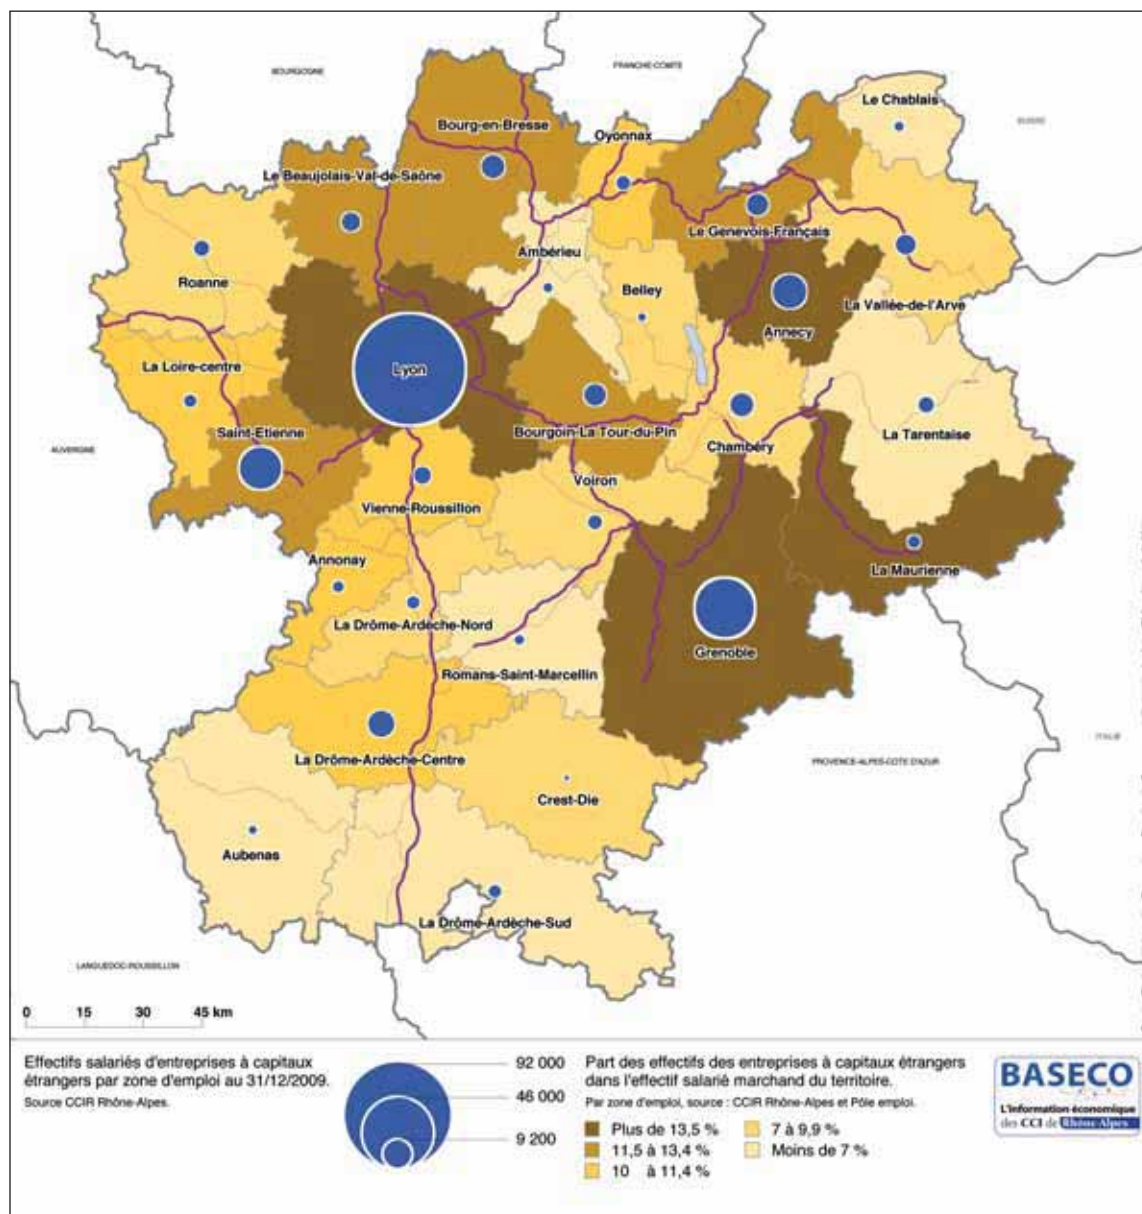 BOURGOGNE
FRANCHE-COMTE
SUISSE
Le Chablais
Bourg-en-Bresse
Oyonnax
Le Beaujolais-Val-de-Saône
Le Genevois-Français
Ambérieu
Roanne
Belley
La Vallée-de-l'Arve
Annecy
La Loire-centre
Lyon
Saint-Etienne
Bourgoin-La Tour-du-Pin
La Tarentaise
AUVERGNE
Chambéry
Voiron
Vienne-Roussillon
Annonay
La Maurienne
La Drôme-Ardèche-Nord
Grenoble
Romans-Saint-Marcellin
ITALIE
La Drôme-Ardèche-Centre
PROVENCE-ALPES-COTE D'AZUR
Crest-Die
Aubenas
La Drôme-Ardèche-Sud
LANGUEDOC-ROUSSILLON
0 15 30 45 km
Effectifs salariés d'entreprises à capitaux
étrangers par zone d'emploi au 31/12/2009.
Source CCIR Rhône-Alpes.
92 000
46 000
9 200
Part des effectifs des entreprises à capitaux étrangers
dans l'effectif salarié marchand du territoire.
Par zone d'emploi, source : CCIR Rhône-Alpes et Pôle emploi.
Plus de 13,5 %
11,5 à 13,4 %
10 à 11,4 %
7 à 9,9 %
Moins de 7 %
BASECO
L'information économique
des CCI de Rhône-Alpes